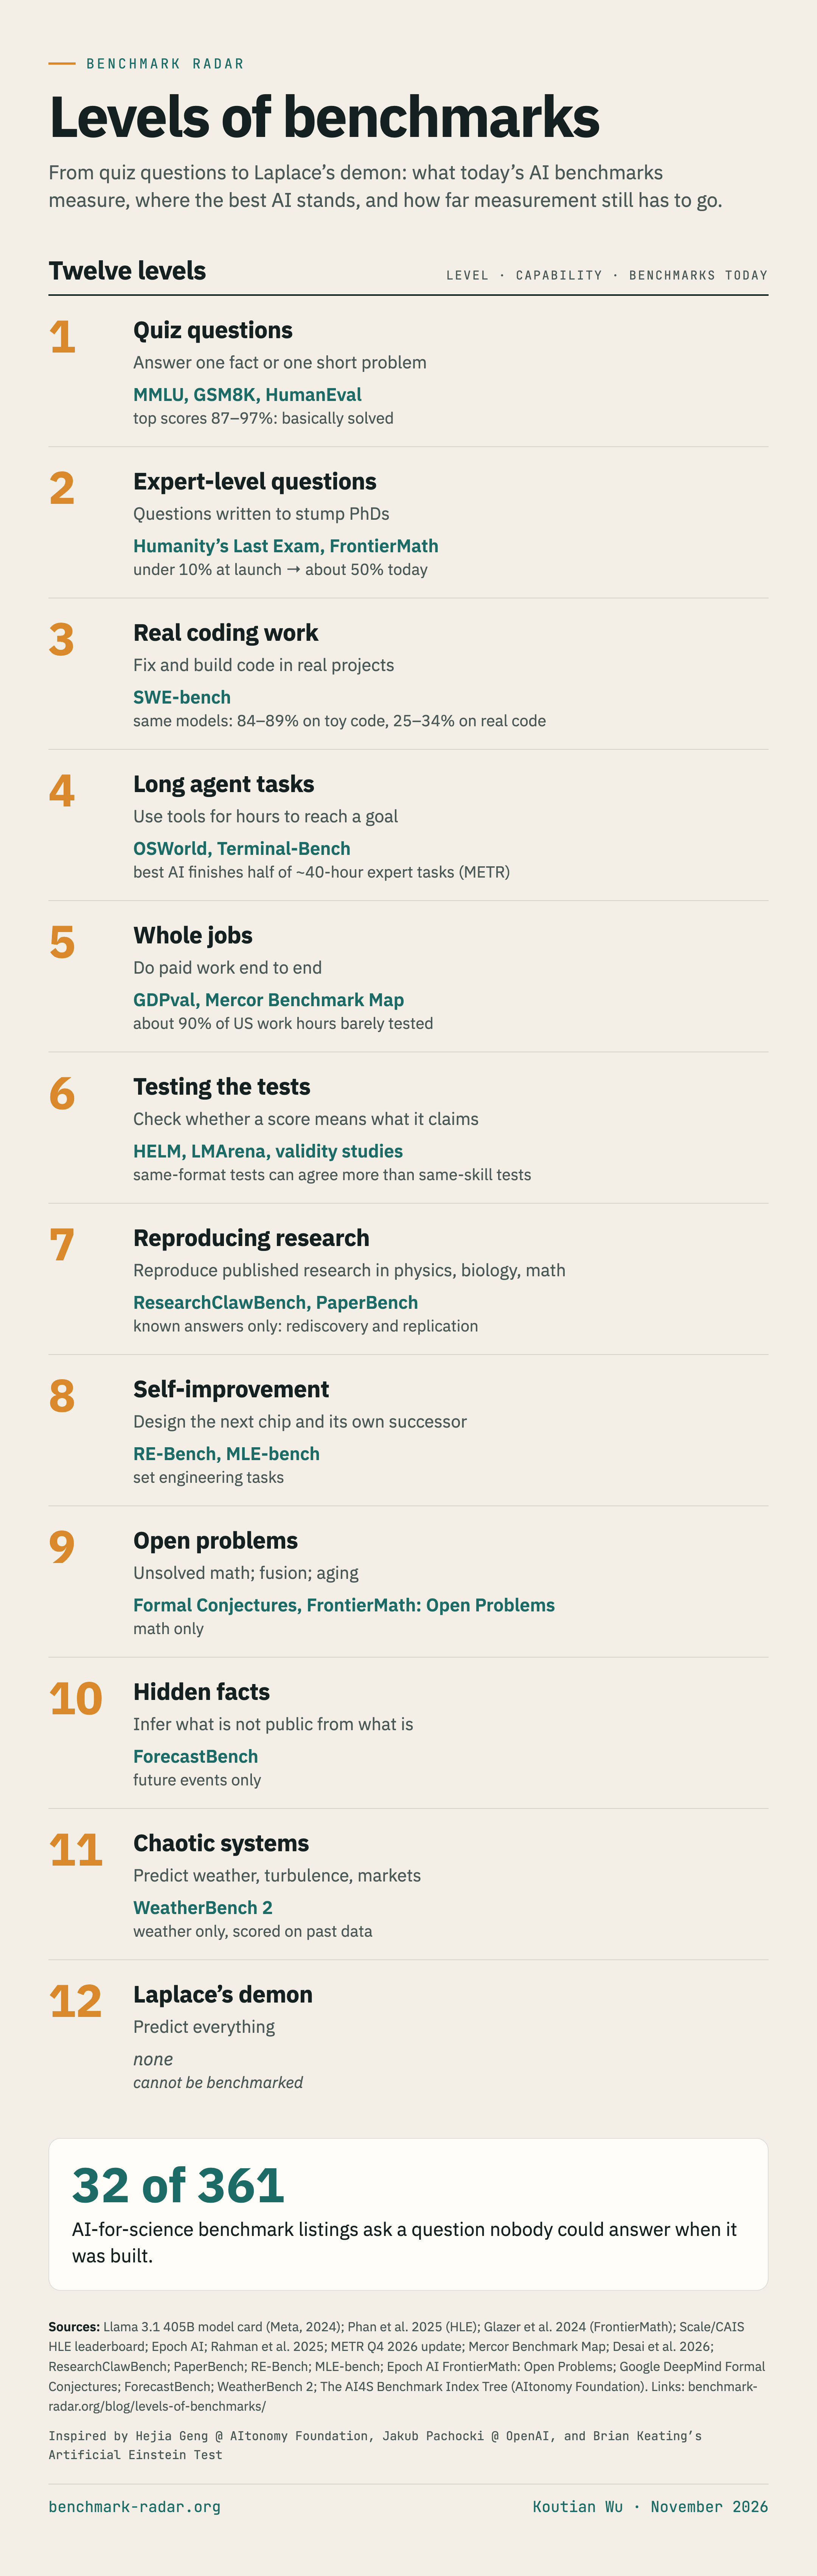 BENCHMARK RADAR
Levels of benchmarks
From quiz questions to Laplace’s demon: what today’s AI benchmarks
measure, where the best AI stands, and how far measurement still has to go.
Twelve levels
LEVEL · CAPABILITY · BENCHMARKS TODAY
1
Quiz questions
Answer one fact or one short problem
MMLU, GSM8K, HumanEval
top scores 87–97%: basically solved
2
Expert-level questions
Questions written to stump PhDs
Humanity’s Last Exam, FrontierMath
under 10% at launch → about 50% today
3
Real coding work
Fix and build code in real projects
SWE-bench
same models: 84–89% on toy code, 25–34% on real code
4
Long agent tasks
Use tools for hours to reach a goal
OSWorld, Terminal-Bench
best AI finishes half of ~40-hour expert tasks (METR)
5
Whole jobs
Do paid work end to end
GDPval, Mercor Benchmark Map
about 90% of US work hours barely tested
6
Testing the tests
Check whether a score means what it claims
HELM, LMArena, validity studies
same-format tests can agree more than same-skill tests
7
Reproducing research
Reproduce published research in physics, biology, math
ResearchClawBench, PaperBench
known answers only: rediscovery and replication
8
Self-improvement
Design the next chip and its own successor
RE-Bench, MLE-bench
set engineering tasks
9
Open problems
Unsolved math; fusion; aging
Formal Conjectures, FrontierMath: Open Problems
math only
10
Hidden facts
Infer what is not public from what is
ForecastBench
future events only
11
Chaotic systems
Predict weather, turbulence, markets
WeatherBench 2
weather only, scored on past data
12
Laplace’s demon
Predict everything
none
cannot be benchmarked
32 of 361
AI-for-science benchmark listings ask a question nobody could answer when it
was built.
Sources: Llama 3.1 405B model card (Meta, 2024); Phan et al. 2025 (HLE); Glazer et al. 2024 (FrontierMath); Scale/CAIS
HLE leaderboard; Epoch AI; Rahman et al. 2025; METR Q4 2026 update; Mercor Benchmark Map; Desai et al. 2026;
ResearchClawBench; PaperBench; RE-Bench; MLE-bench; Epoch AI FrontierMath: Open Problems; Google DeepMind Formal
Conjectures; ForecastBench; WeatherBench 2; The AI4S Benchmark Index Tree (AItonomy Foundation). Links: benchmark-
radar.org/blog/levels-of-benchmarks/
Inspired by Hejia Geng @ AItonomy Foundation, Jakub Pachocki @ OpenAI, and Brian Keating’s
Artificial Einstein Test
benchmark-radar.org
Koutian Wu · November 2026